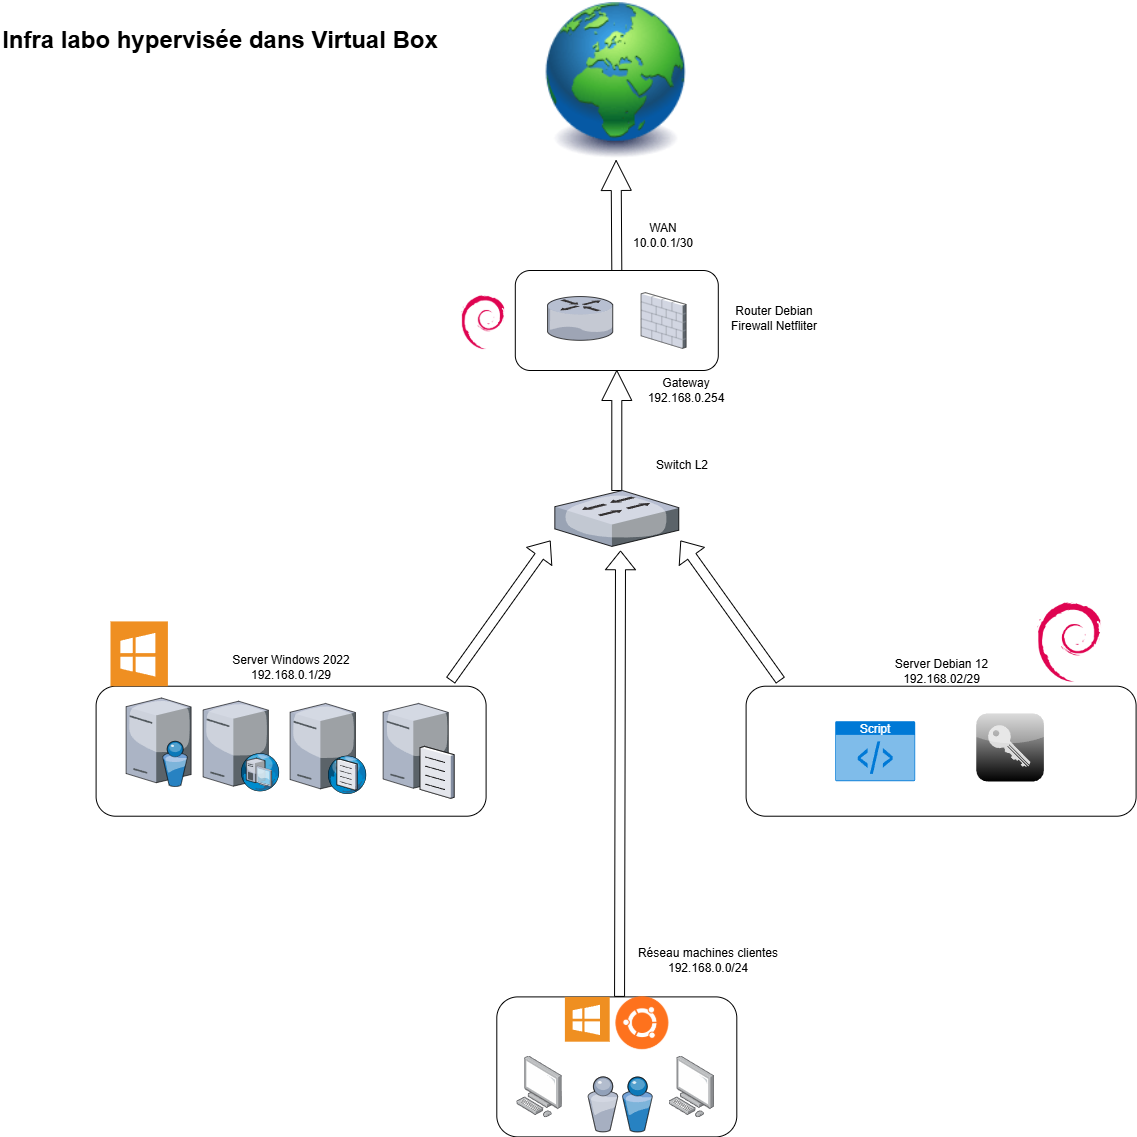 Infra labo hypervisée dans Virtual Box
WAN
10.0.0.1/30
Router Debian
Firewall Netfliter
Gateway
192.168.0.254
Switch L2
Server Windows 2022
192.168.0.1/29
Server Debian 12
192.168.02/29
Script
</>
Réseau machines clientes
192.168.0.0/24